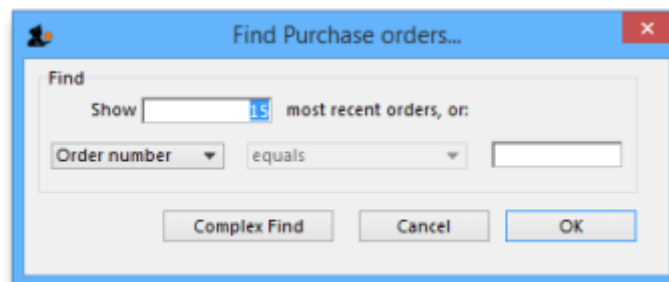 Find Purchase orders...
Find
Show 15 most recent orders, or:
Order number equals
Complex Find Cancel OK